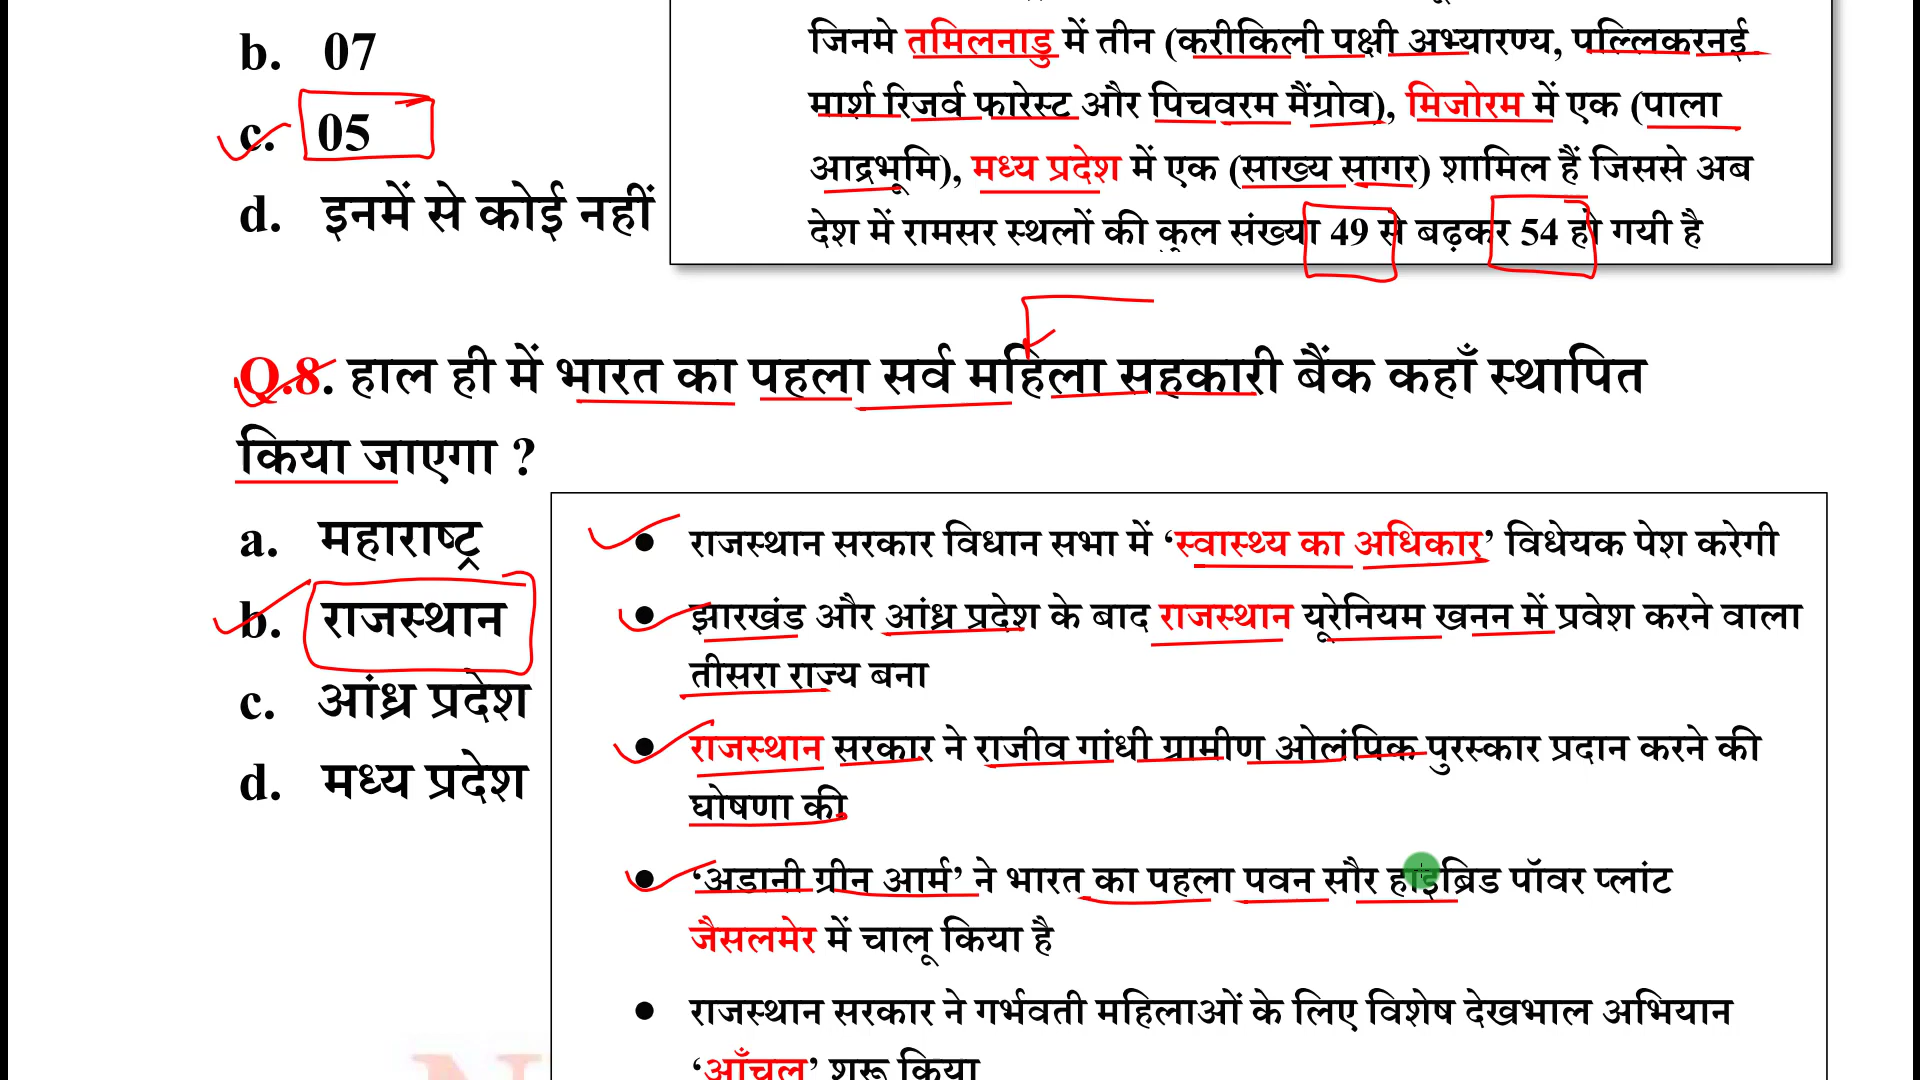 b. 07
c. 05
d. इनमें से कोई नहीं
जिनमे तमिलनाडु में तीन (करीकिली पक्षी अभ्यारण्य, पल्लिकरनई
मार्श रिजर्व फारेस्ट और पिचवरम मैंग्रोव), मिजोरम में एक (पाला
आद्रभूमि), मध्य प्रदेश में एक (साख्य सागर) शामिल हैं जिससे अब
देश में रामसर स्थलों की कुल संख्या 49 से बढ़कर 54 हो गयी है
Q.8. हाल ही में भारत का पहला सर्व महिला सहकारी बैंक कहाँ स्थापित
किया जाएगा ?
a. महाराष्ट्र
b. राजस्थान
c. आंध्र प्रदेश
d. मध्य प्रदेश
• राजस्थान सरकार विधान सभा में ‘स्वास्थ्य का अधिकार’ विधेयक पेश करेगी
• झारखंड और आंध्र प्रदेश के बाद राजस्थान यूरेनियम खनन में प्रवेश करने वाला
तीसरा राज्य बना
• राजस्थान सरकार ने राजीव गांधी ग्रामीण ओलंपिक पुरस्कार प्रदान करने की
घोषणा की
• ‘अडानी ग्रीन आर्म’ ने भारत का पहला पवन सौर हाइब्रिड पॉवर प्लांट
जैसलमेर में चालू किया है
• राजस्थान सरकार ने गर्भवती महिलाओं के लिए विशेष देखभाल अभियान
‘आँचल’ शुरू किया